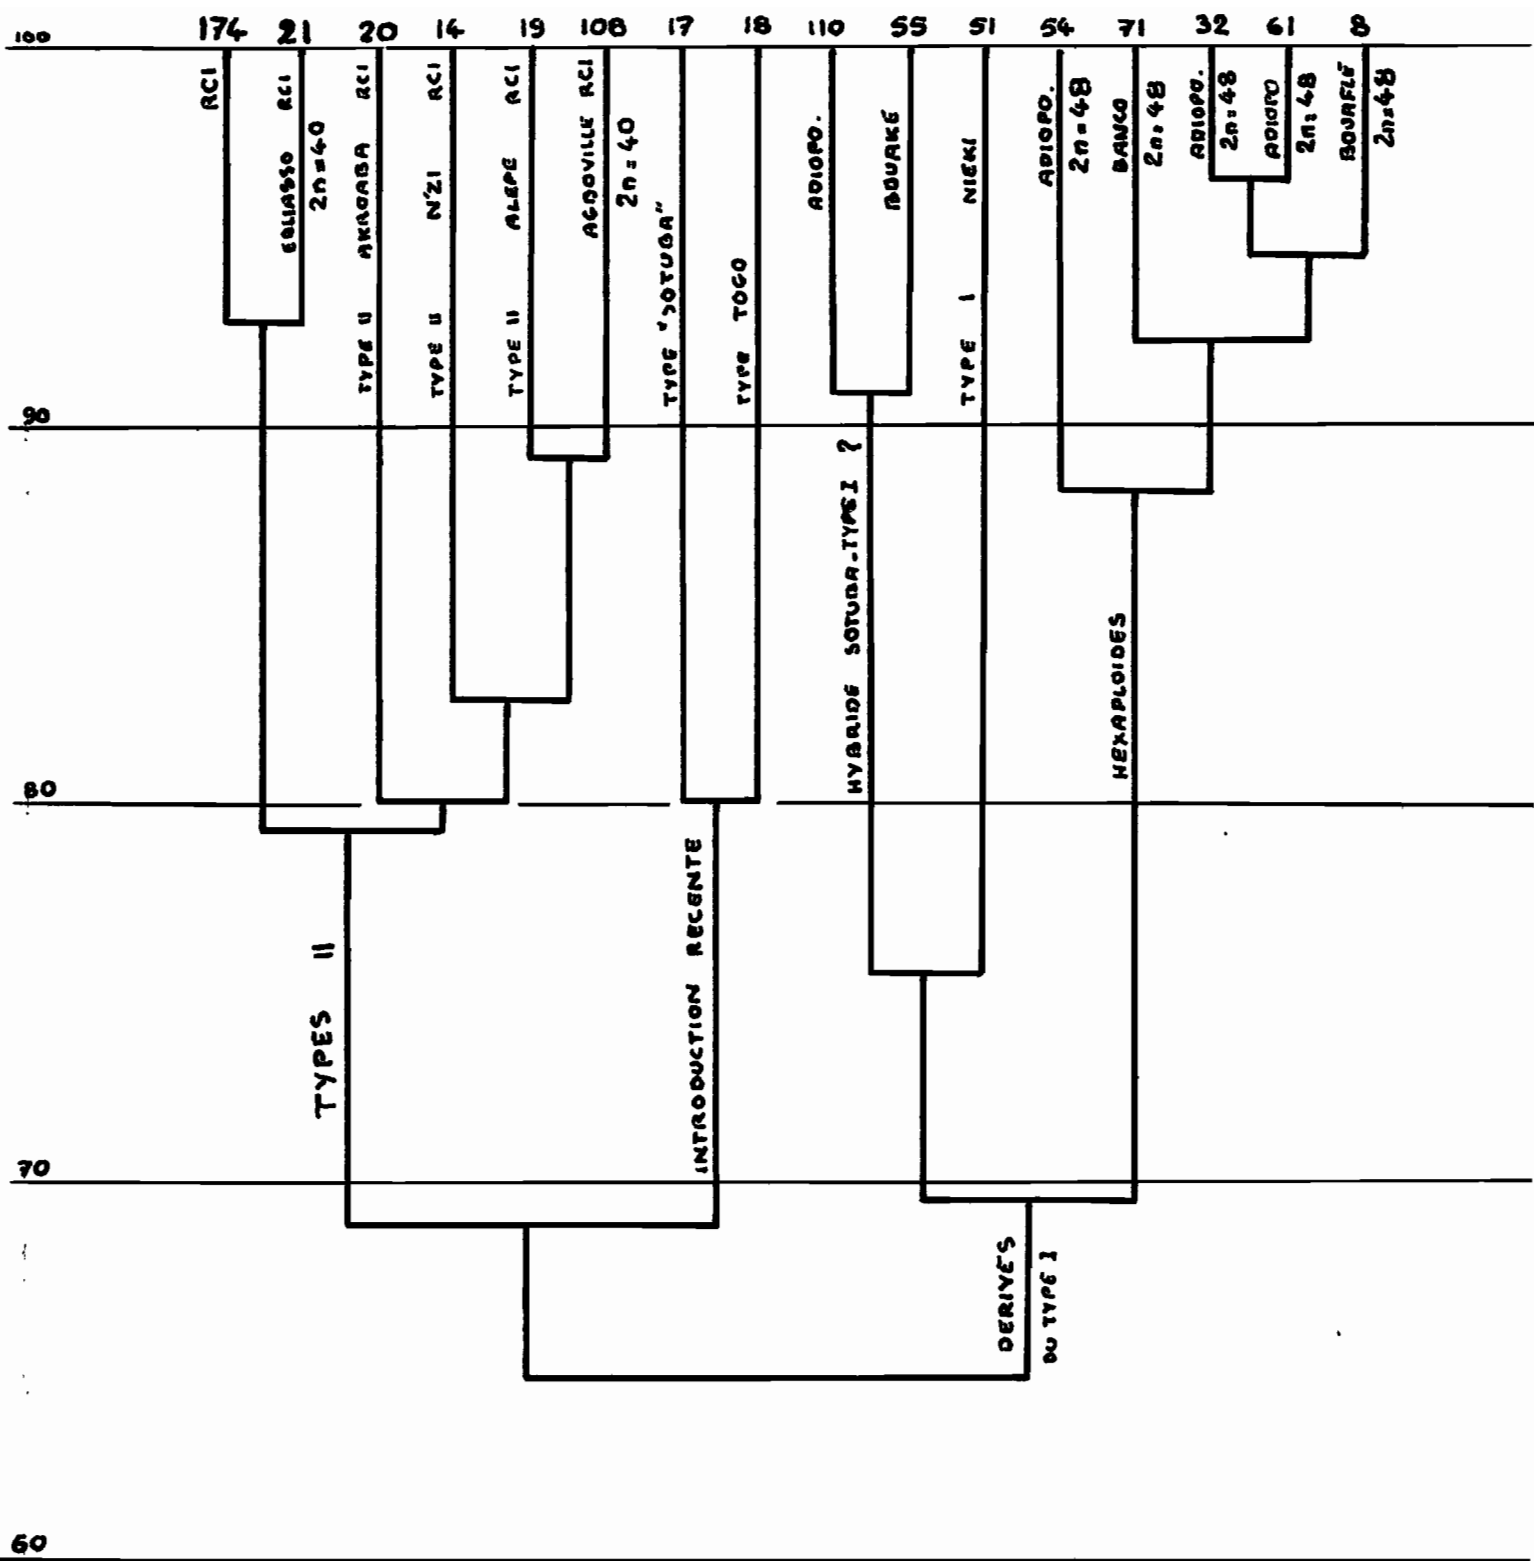 174 21 20 14 19 108 17 18 110 55 51 54 71 32 61 8
100
RCI
EBLIASSO RCI
2n=40
TYPE II AKROABA RCI
TYPE II N'ZI RCI
TYPE II ALEPE RCI
AGBOVILLE RCI
2n=40
TYPE "SOTUBA"
TYPE TOGO
ADIOPO.
BOUAKE
TYPE I NIEKI
ADIOPO.
2n=48
BANCO
2n=48
ADIOPO.
2n=48
ADIOPO
2n=48
BOUAFLÉ
2n=48
90
HYBRIDE SOTUBA-TYPE I ?
HEXAPLOIDES
80
TYPES II
INTRODUCTION RECENTE
70
DERIVÉS
DU TYPE I
60